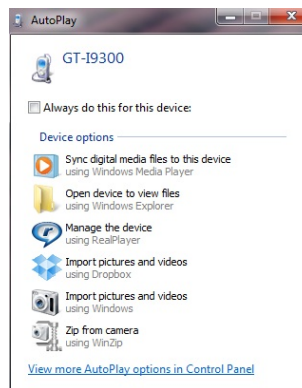 AutoPlay
GT-I9300
Always do this for this device:
Device options
Sync digital media files to this device
using Windows Media Player
Open device to view files
using Windows Explorer
Manage the device
using RealPlayer
Import pictures and videos
using Dropbox
Import pictures and videos
using Windows
Zip from camera
using WinZip
View more AutoPlay options in Control Panel